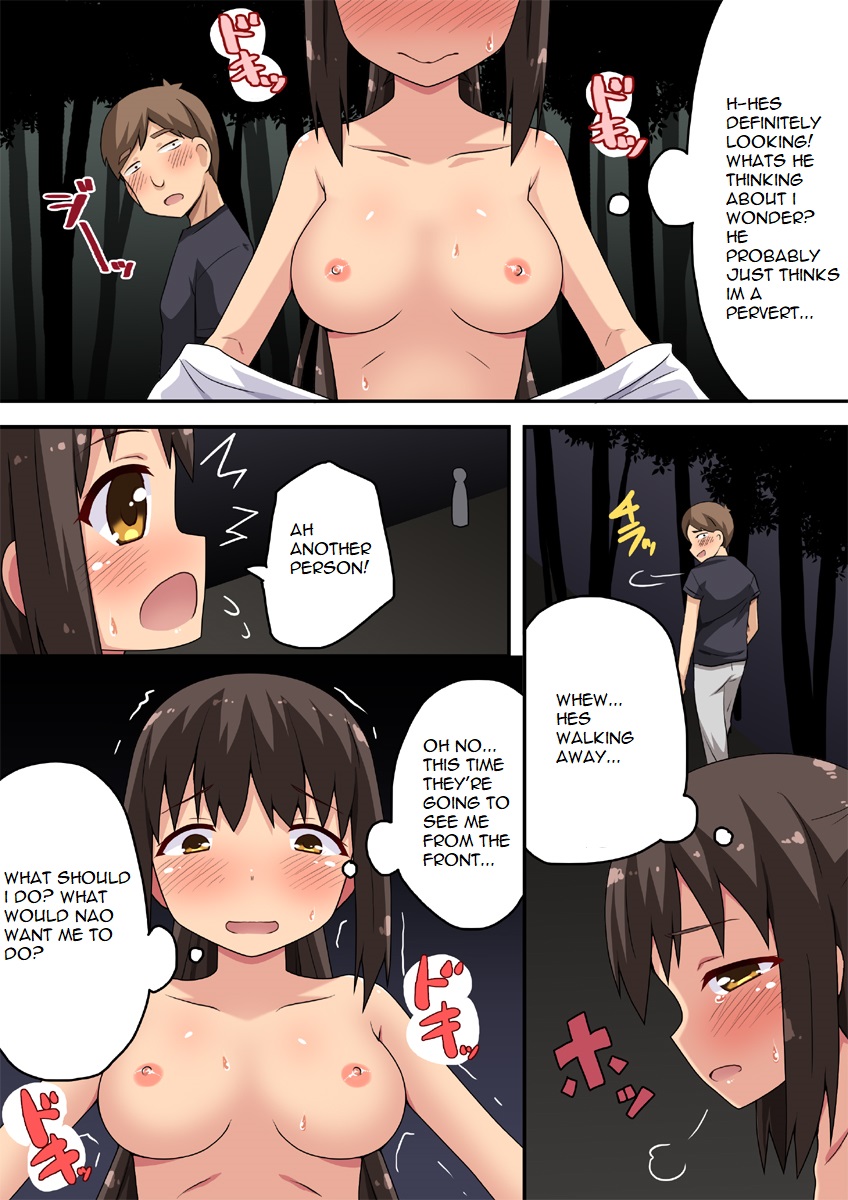 H-HES
DEFINITELY
LOOKING!
WHATS HE
THINKING
ABOUT I
WONDER?
HE
PROBABLY
JUST THINKS
IM A
PERVERT...
ドキッ
ドキッ
ジーッ
チラッ
WHEW...
HES
WALKING
AWAY...
ホッ
AH
ANOTHER
PERSON!
OH NO...
THIS TIME
THEY'RE
GOING TO
SEE ME
FROM THE
FRONT...
WHAT SHOULD
I DO? WHAT
WOULD NAO
WANT ME TO
DO?
ドキッ
ドキッ